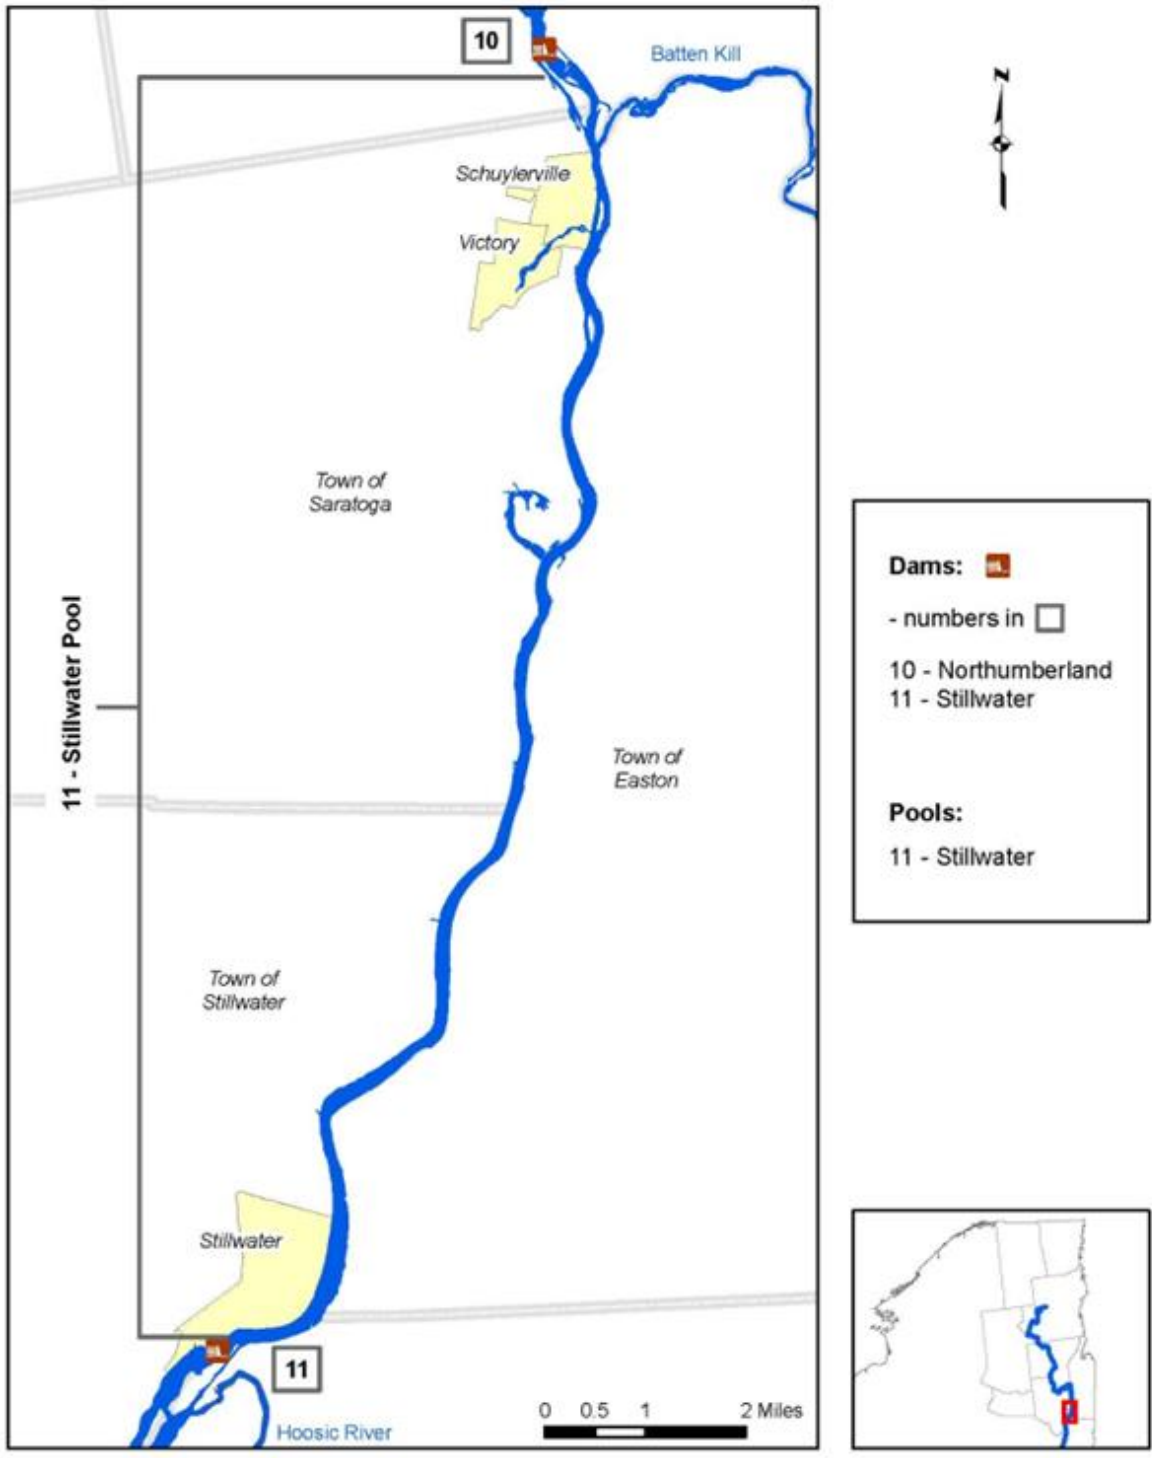 10
Batten Kill
N
Schuylerville
Victory
Town of
Saratoga
11 - Stillwater Pool
Town of
Easton
Town of
Stillwater
Stillwater
11
Hoosic River
0 0.5 1 2 Miles
Dams:
- numbers in
10 - Northumberland
11 - Stillwater
Pools:
11 - Stillwater